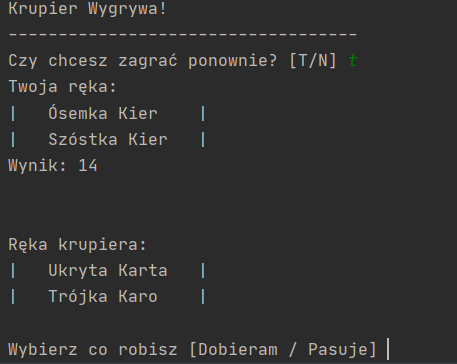 Krupier Wygrywa!
-----------------------------------
Czy chcesz zagrać ponownie? [T/N] t
Twoja ręka:
|   Ósemka Kier    |
|   Szóstka Kier   |
Wynik: 14
Ręka krupiera:
|   Ukryta Karta   |
|   Trójka Karo    |
Wybierz co robisz [Dobieram / Pasuje]